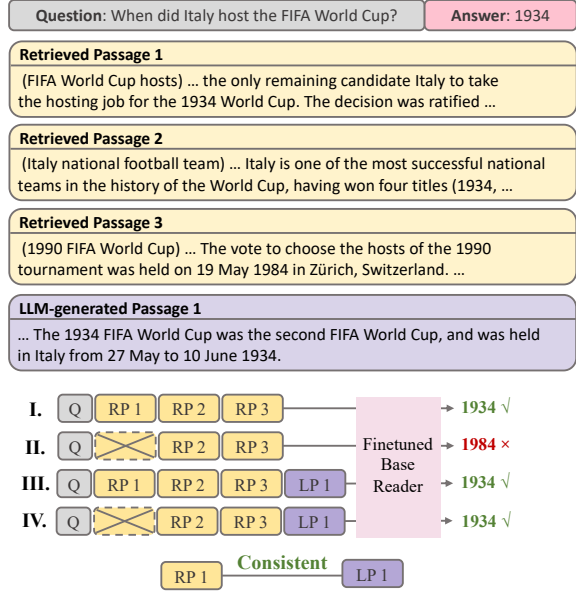 Question: When did Italy host the FIFA World Cup? Answer: 1934
Retrieved Passage 1
(FIFA World Cup hosts) ... the only remaining candidate Italy to take
the hosting job for the 1934 World Cup. The decision was ratified ...
Retrieved Passage 2
(Italy national football team) ... Italy is one of the most successful national
teams in the history of the World Cup, having won four titles (1934, ...
Retrieved Passage 3
(1990 FIFA World Cup) ... The vote to choose the hosts of the 1990
tournament was held on 19 May 1984 in Zürich, Switzerland. ...
LLM-generated Passage 1
... The 1934 FIFA World Cup was the second FIFA World Cup, and was held
in Italy from 27 May to 10 June 1934.
I. Q RP 1 RP 2 RP 3 1934 √
II. Q RP 2 RP 3 1984 ×
III. Q RP 1 RP 2 RP 3 LP 1 1934 √
IV. Q RP 2 RP 3 LP 1 1934 √
Finetuned
Base
Reader
RP 1 Consistent LP 1